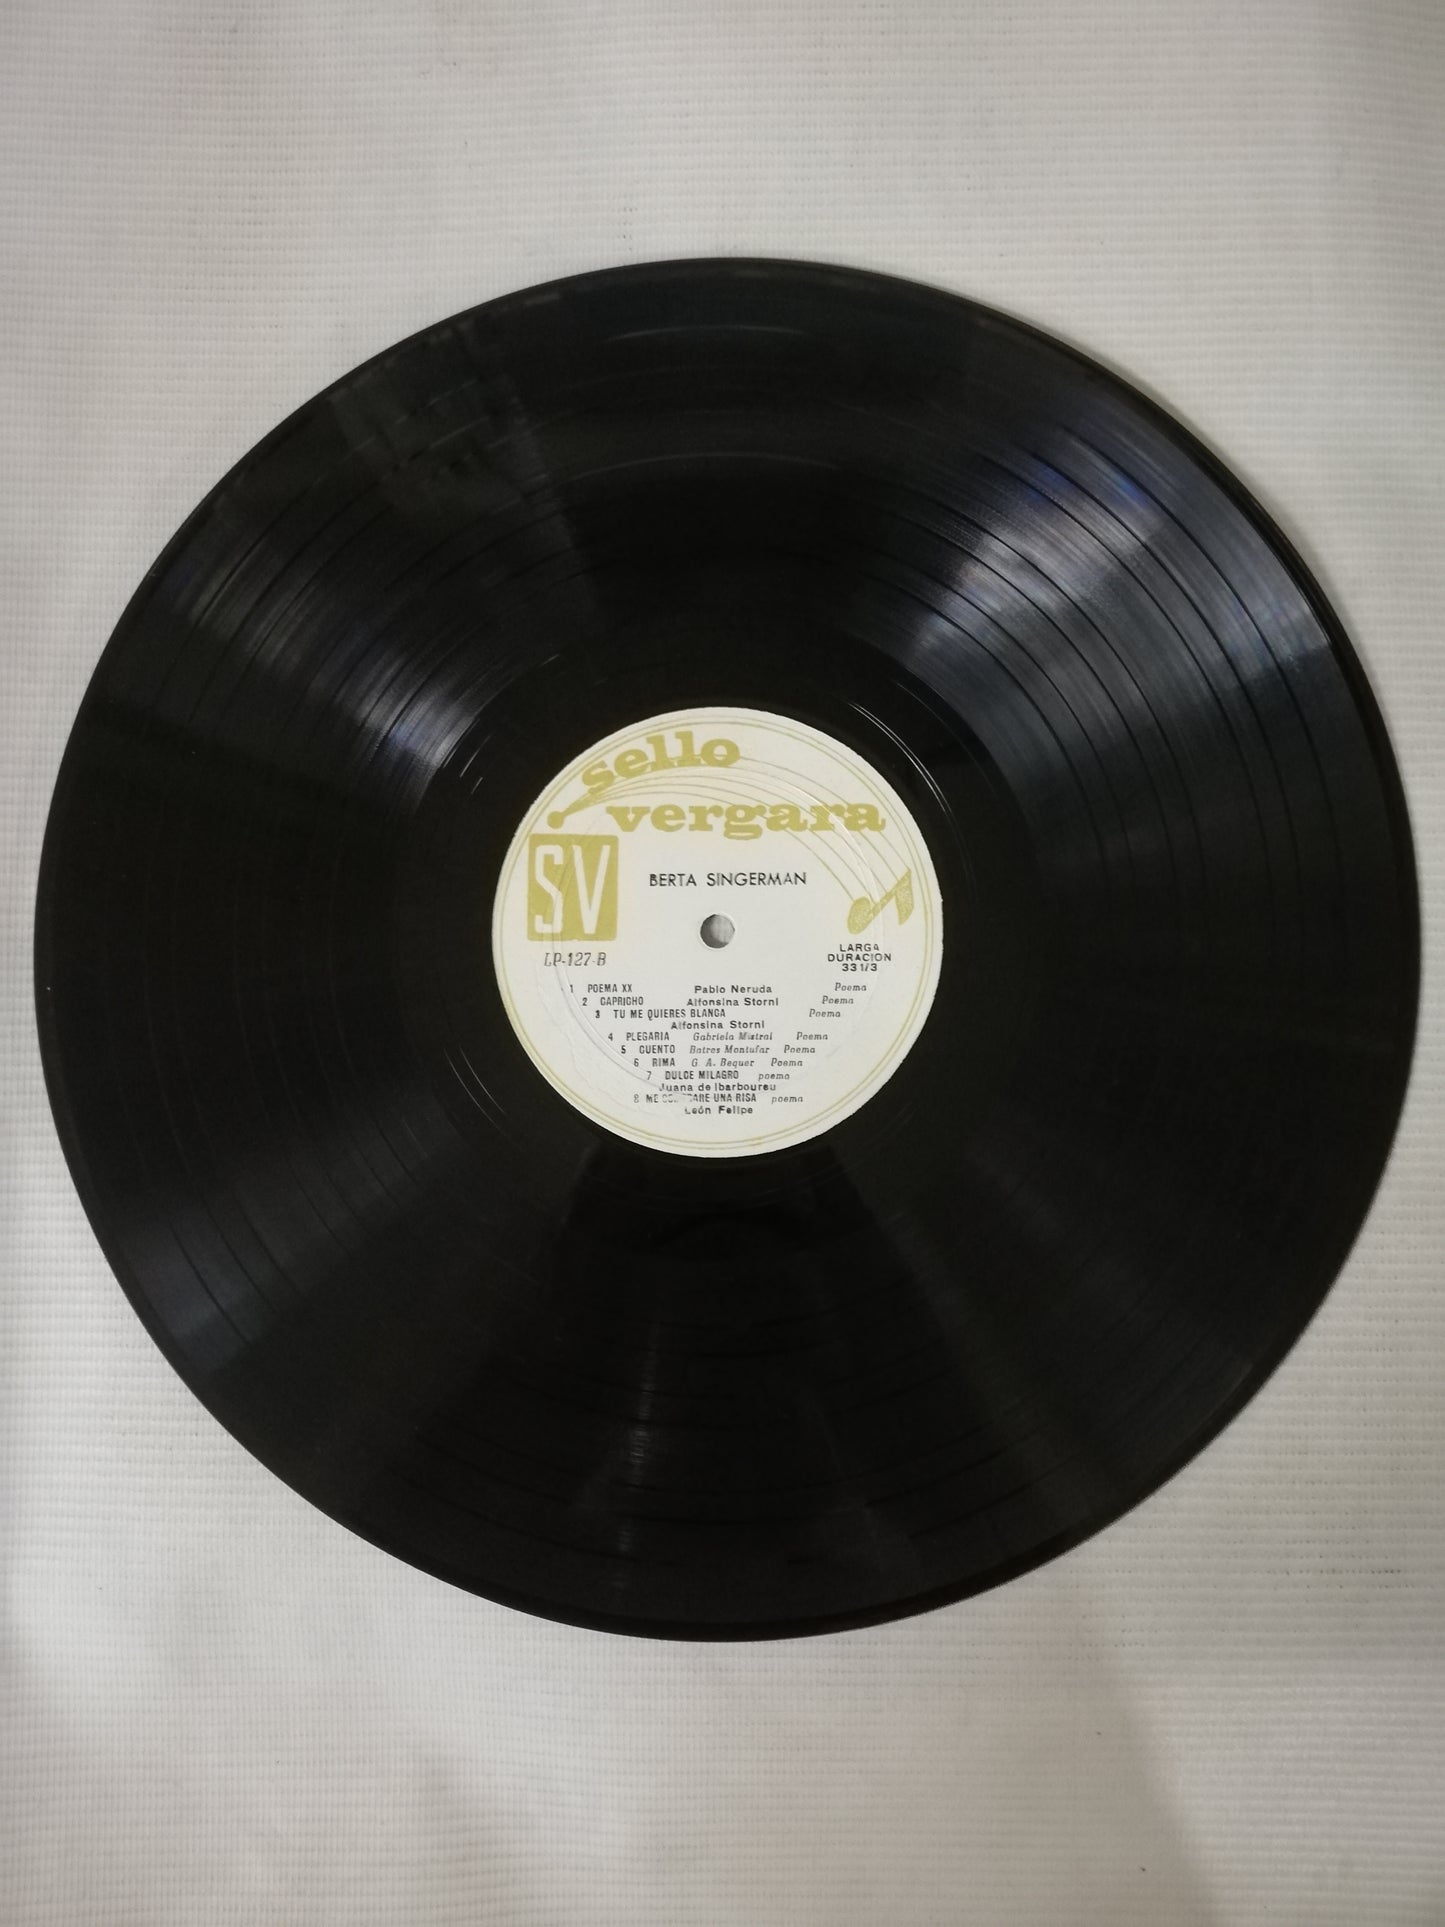 sello
vergara
SV
BERTA SINGERMAN
LP-127-B
LARGA
DURACION
33 1/3
1 POEMA XX Pablo Neruda Poema
2 CAPRICHO Alfonsina Storni Poema
3 TU ME QUIERES BLANCA Poema
Alfonsina Storni
4 PLEGARIA Gabriela Mistral Poema
5 CUENTO Batres Montufar Poema
6 RIMA G A. Bequer Poema
7 DULCE MILAGRO poema
Juana de Ibarboureu
8 ME UNA RISA poema
León Felipe